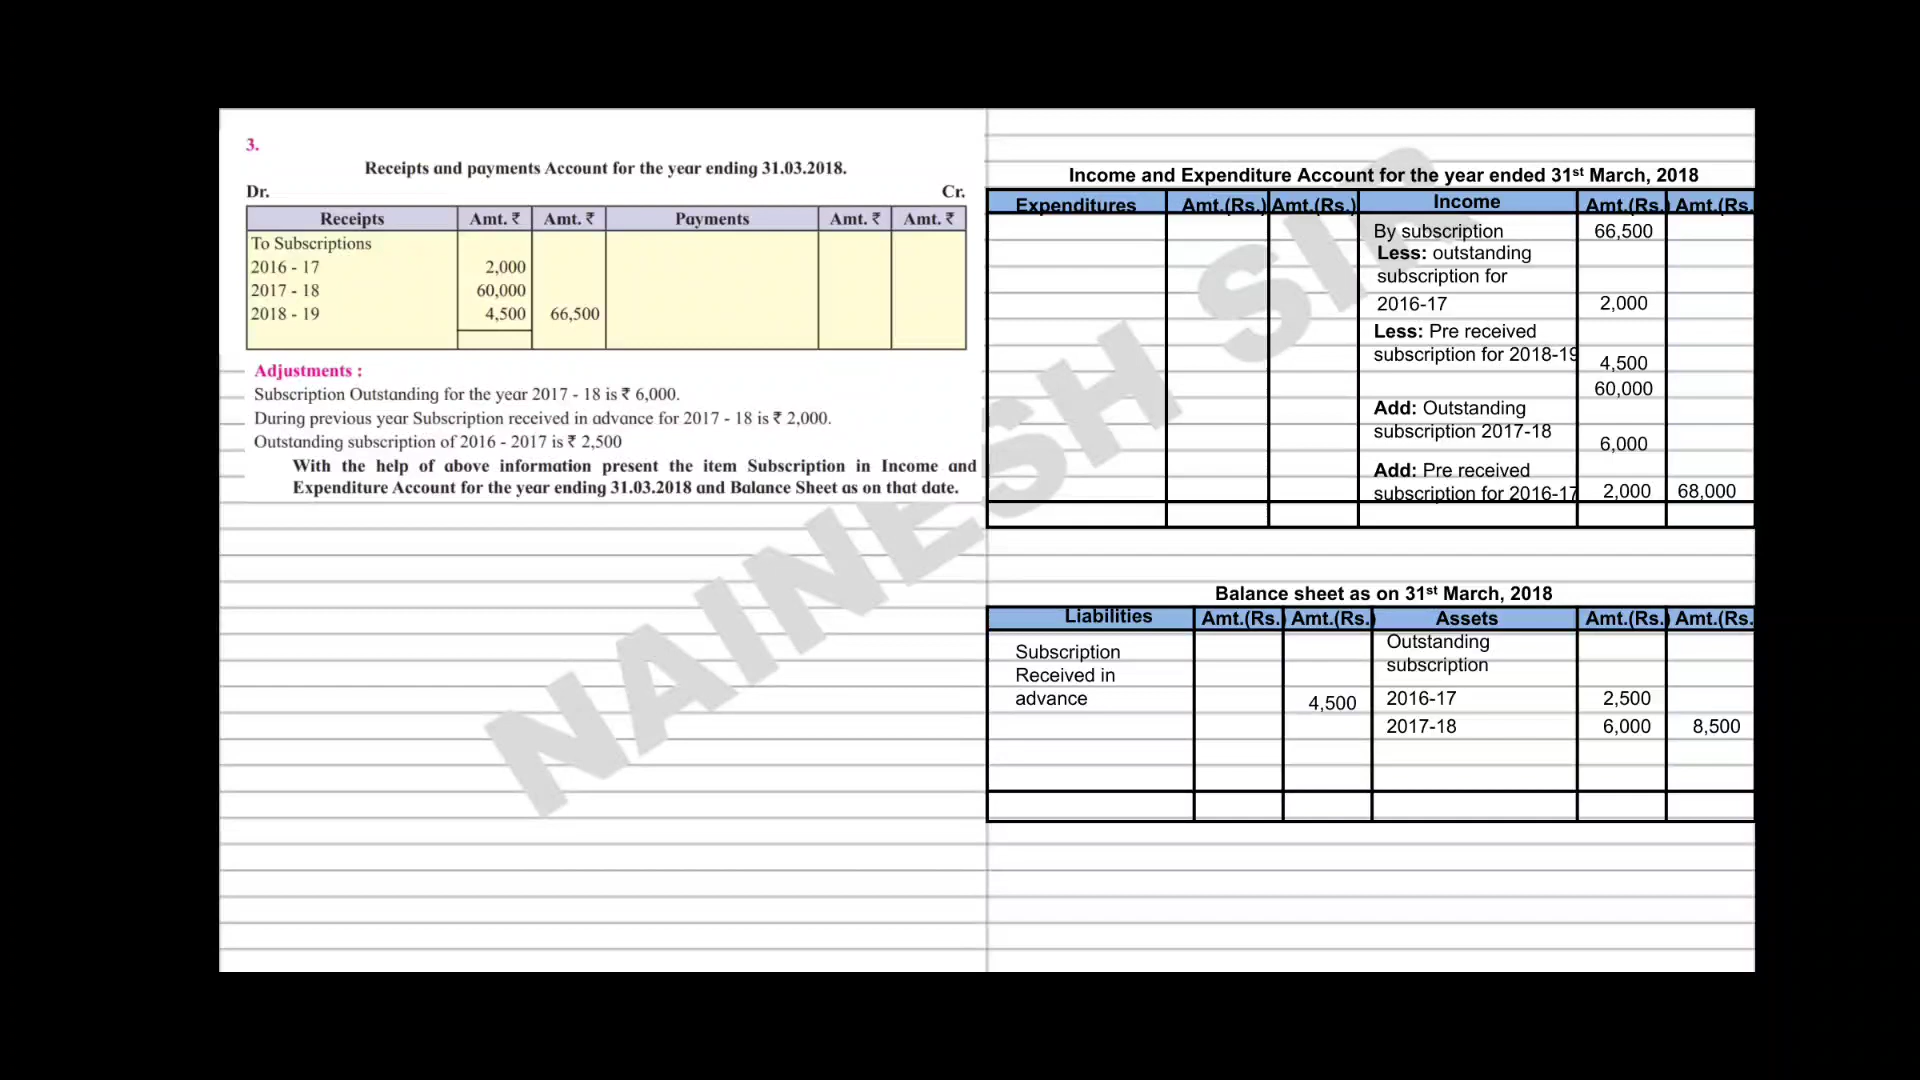 3.
Receipts and payments Account for the year ending 31.03.2018.
Dr. Cr.
Receipts Amt. ₹ Amt. ₹ Payments Amt. ₹ Amt. ₹
To Subscriptions
2016 - 17 2,000
2017 - 18 60,000
2018 - 19 4,500 66,500
Adjustments :
Subscription Outstanding for the year 2017 - 18 is ₹ 6,000.
During previous year Subscription received in advance for 2017 - 18 is ₹ 2,000.
Outstanding subscription of 2016 - 2017 is ₹ 2,500
With the help of above information present the item Subscription in Income and
Expenditure Account for the year ending 31.03.2018 and Balance Sheet as on that date.
Income and Expenditure Account for the year ended 31st March, 2018
Expenditures Amt.(Rs.) Amt.(Rs.) Income Amt.(Rs.) Amt.(Rs.
By subscription 66,500
Less: outstanding
subscription for
2016-17 2,000
Less: Pre received
subscription for 2018-19 4,500
60,000
Add: Outstanding
subscription 2017-18 6,000
Add: Pre received
subscription for 2016-17 2,000 68,000
Balance sheet as on 31st March, 2018
Liabilities Amt.(Rs.) Amt.(Rs.) Assets Amt.(Rs.) Amt.(Rs.
Subscription
Received in
advance 4,500
Outstanding
subscription
2016-17 2,500
2017-18 6,000 8,500
NAINESH SIR